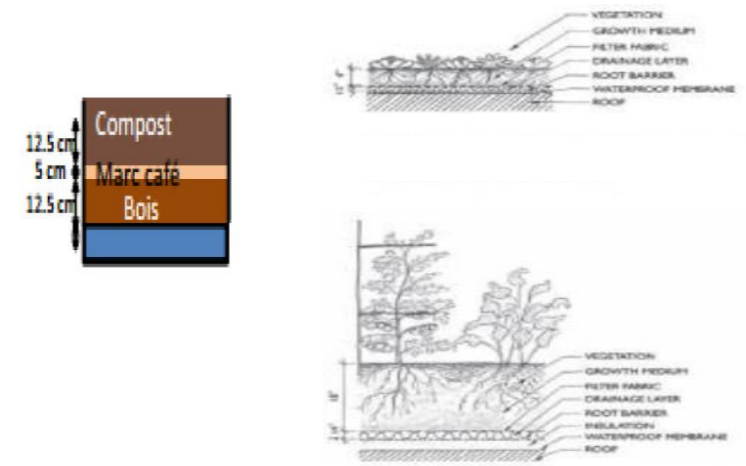 Compost
12.5 cm
5 cm
Marc café
12.5 cm
Bois
VEGETATION
GROWTH MEDIUM
FILTER FABRIC
DRAINAGE LAYER
ROOT BARRIER
WATERPROOF MEMBRANE
ROOF
VEGETATION
GROWTH MEDIUM
FILTER FABRIC
DRAINAGE LAYER
ROOT BARRIER
INSULATION
WATERPROOF MEMBRANE
ROOF